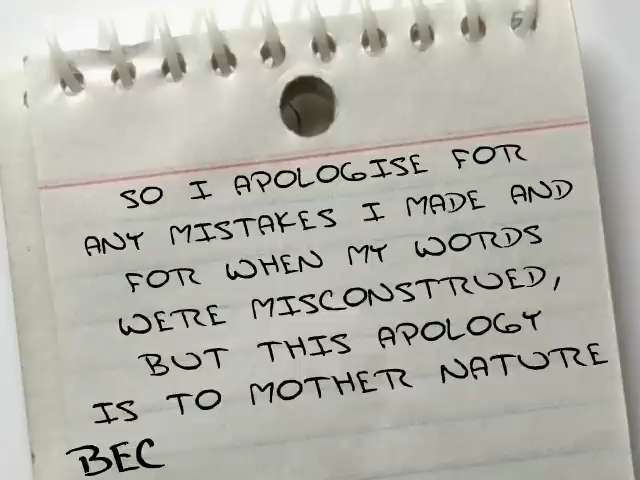 SO I APOLOGISE FOR
ANY MISTAKES I MADE AND
FOR WHEN MY WORDS
WERE MISCONSTRUED,
BUT THIS APOLOGY
IS TO MOTHER NATURE
BEC